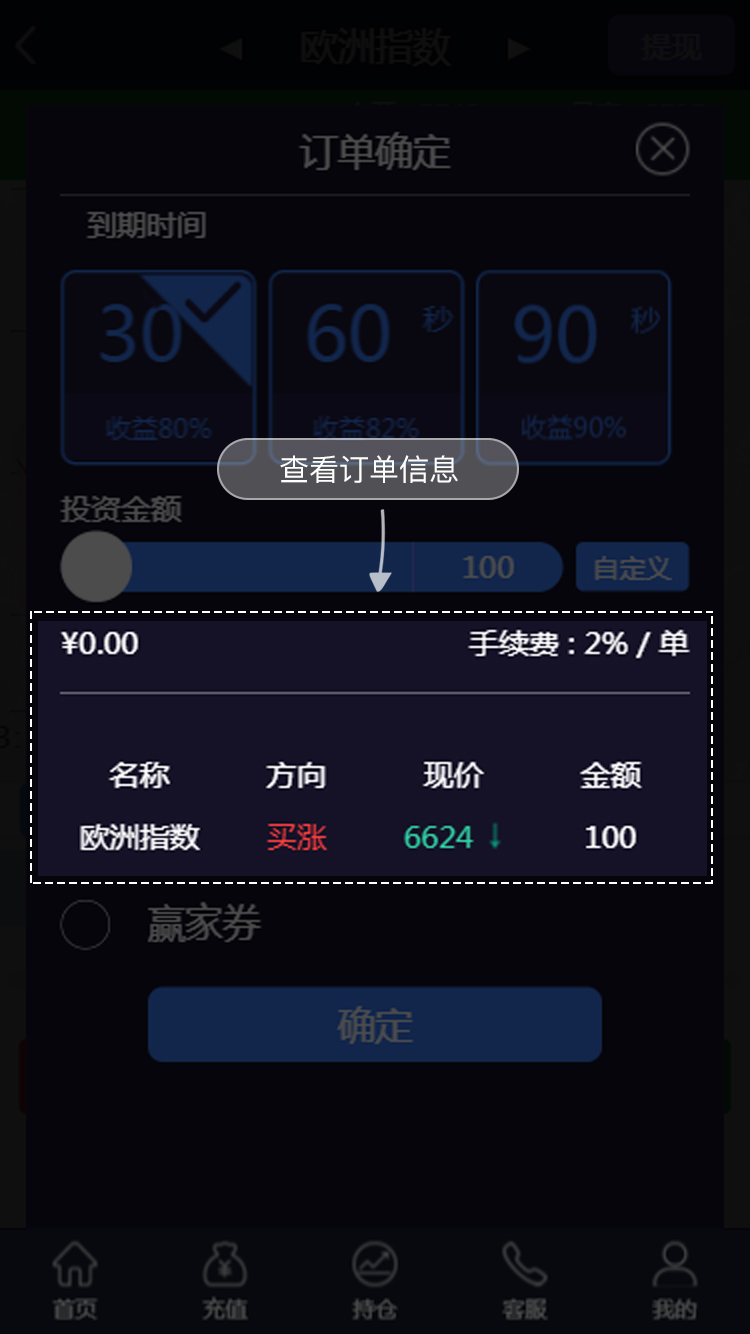 欧洲指数 提现
订单确定
到期时间
30 60 秒 90 秒
收益80% 收益82% 收益90%
查看订单信息
投资金额
100 自定义
¥0.00 手续费：2% / 单
名称 方向 现价 金额
欧洲指数 买涨 6624 ↓ 100
赢家券
确定
首页 充值 持仓 客服 我的